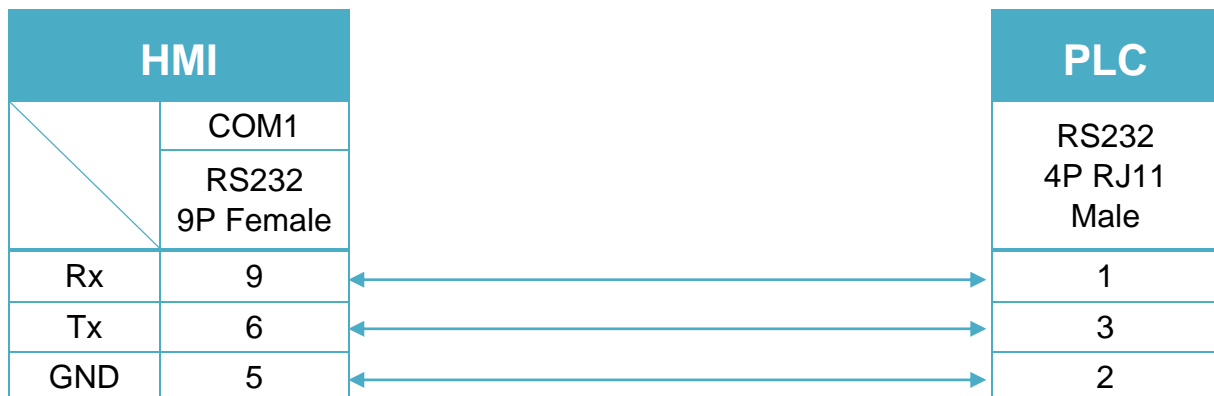 HMI PLC
COM1
RS232
9P Female
RS232
4P RJ11
Male
Rx 9 1
Tx 6 3
GND 5 2